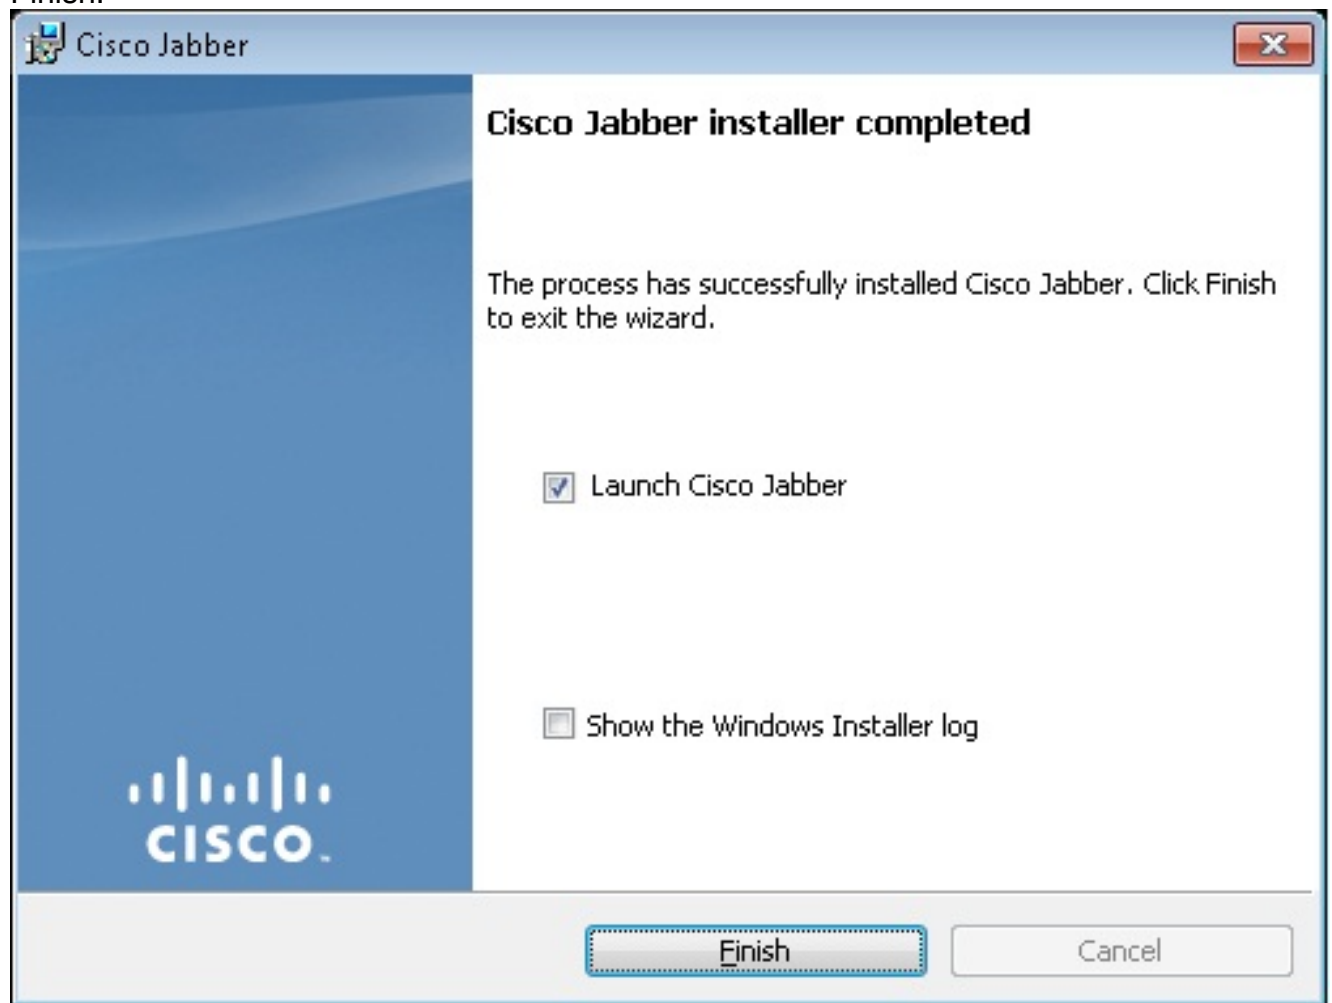 Finish.
Cisco Jabber
Cisco Jabber installer completed
The process has successfully installed Cisco Jabber. Click Finish
to exit the wizard.
Launch Cisco Jabber
Show the Windows Installer log
CISCO
Finish
Cancel